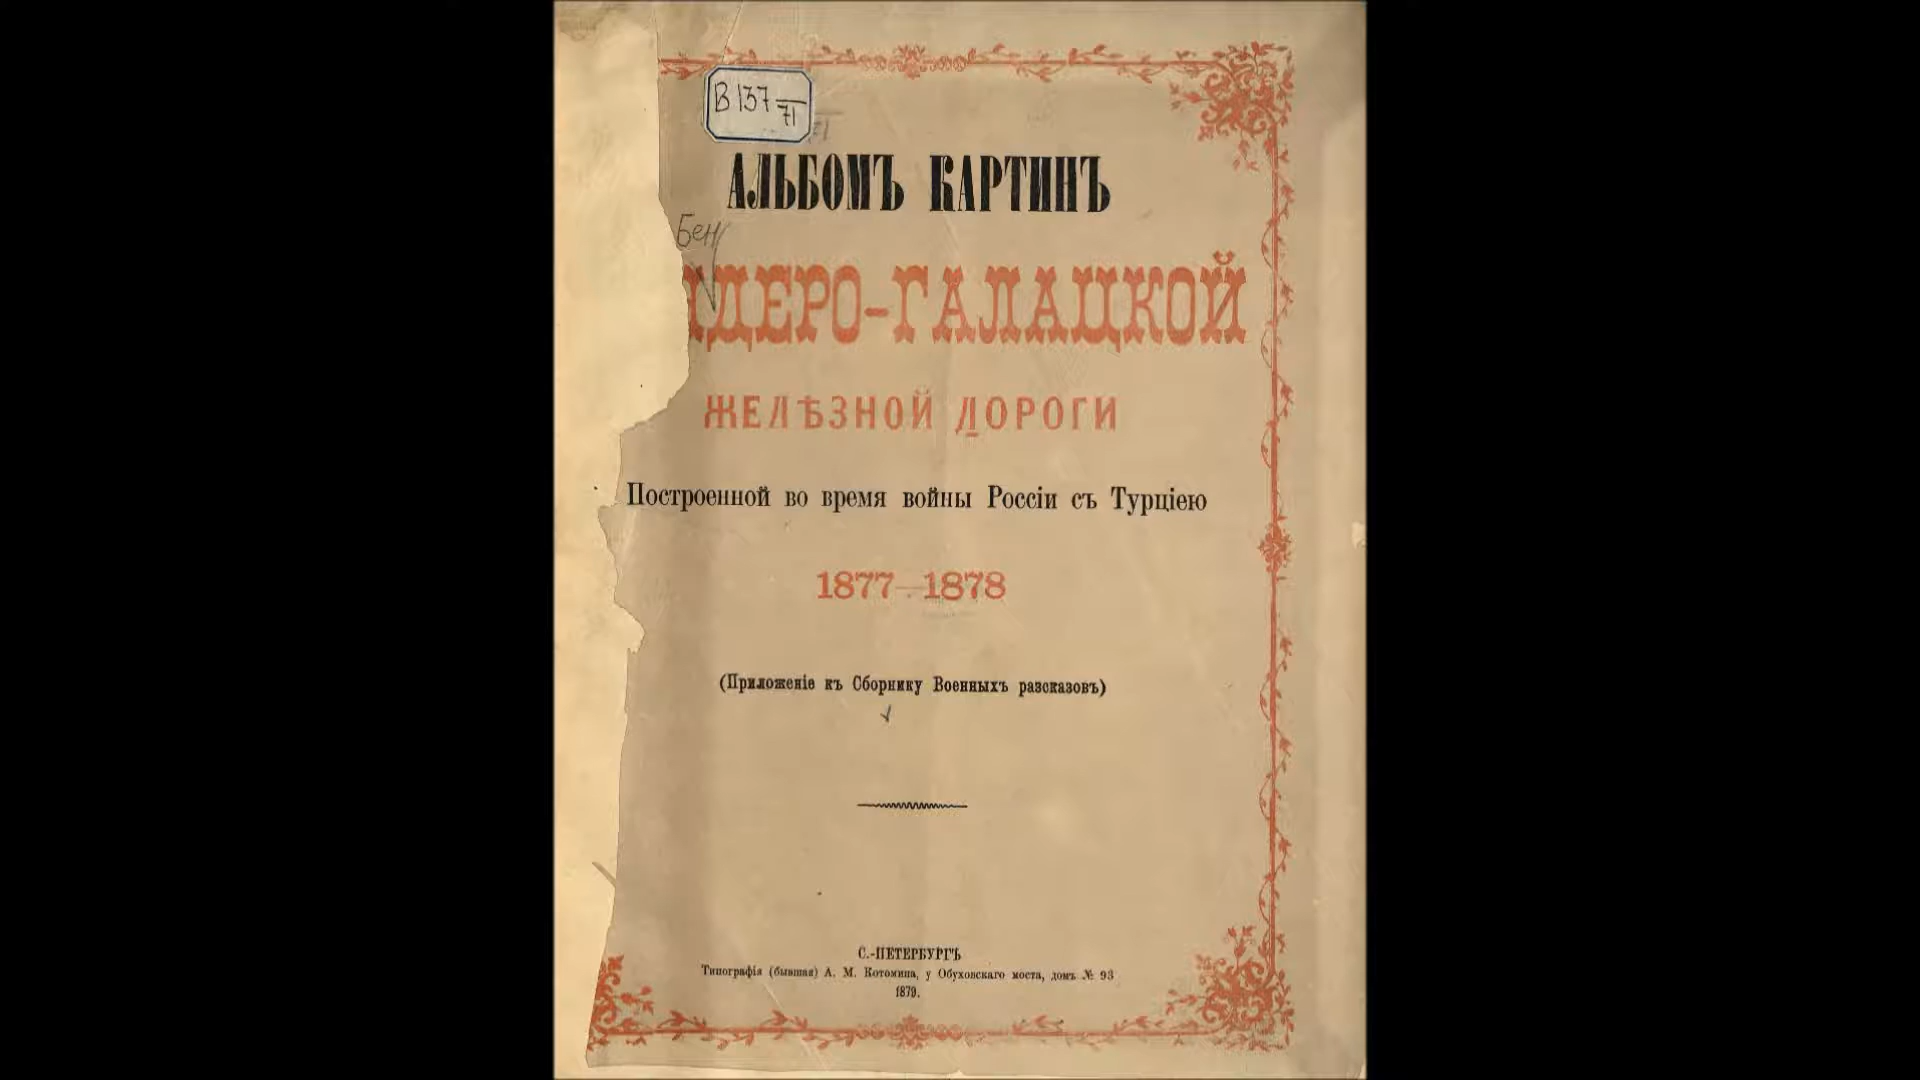 В 137
71
АЛЬБОМЪ КАРТИНЪ
Бен
НДЕРО-ГАЛАЦКОЙ
ЖЕЛѢЗНОЙ ДОРОГИ
Построенной во время войны Россіи съ Турціею
1877—1878
(Приложеніе къ Сборнику Военныхъ разсказовъ)
С.-ПЕТЕРБУРГЪ
Типографія (бывшая) А. М. Котомина, у Обуховскаго моста, домъ № 93
1879.